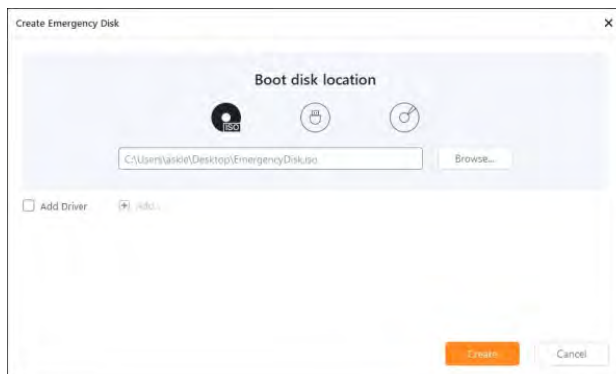 Create Emergency Disk
Boot disk location
ISO
C:\Users\askie\Desktop\EmergencyDisk.iso
Browse...
Add Driver
Add...
Create
Cancel